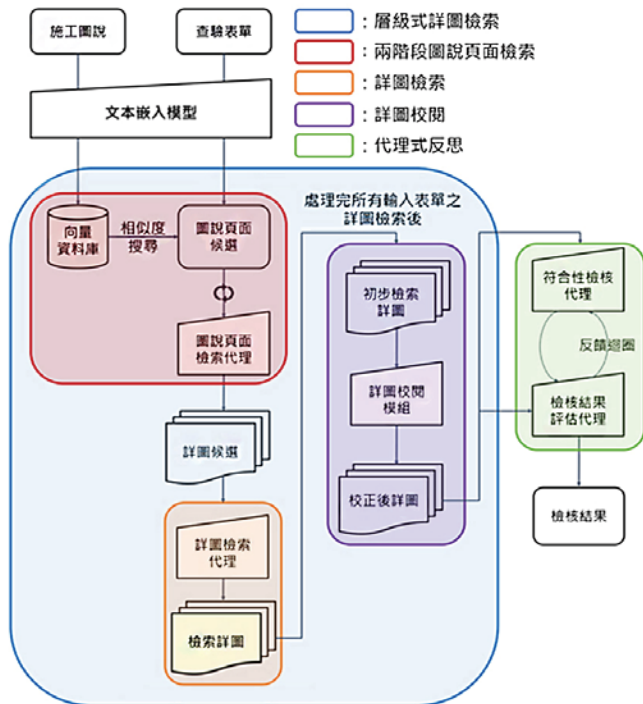 施工圖說
查驗表單
：層級式詳圖檢索
：兩階段圖說頁面檢索
：詳圖檢索
：詳圖校閱
：代理式反思
文本嵌入模型
向量
資料庫
相似度
搜尋
圖說頁面
候選
圖說頁面
檢索代理
詳圖候選
詳圖檢索
代理
檢索詳圖
處理完所有輸入表單之
詳圖檢索後
初步檢索
詳圖
詳圖校閱
模組
校正後詳圖
符合性檢核
代理
反饋迴圈
檢核結果
評估代理
檢核結果